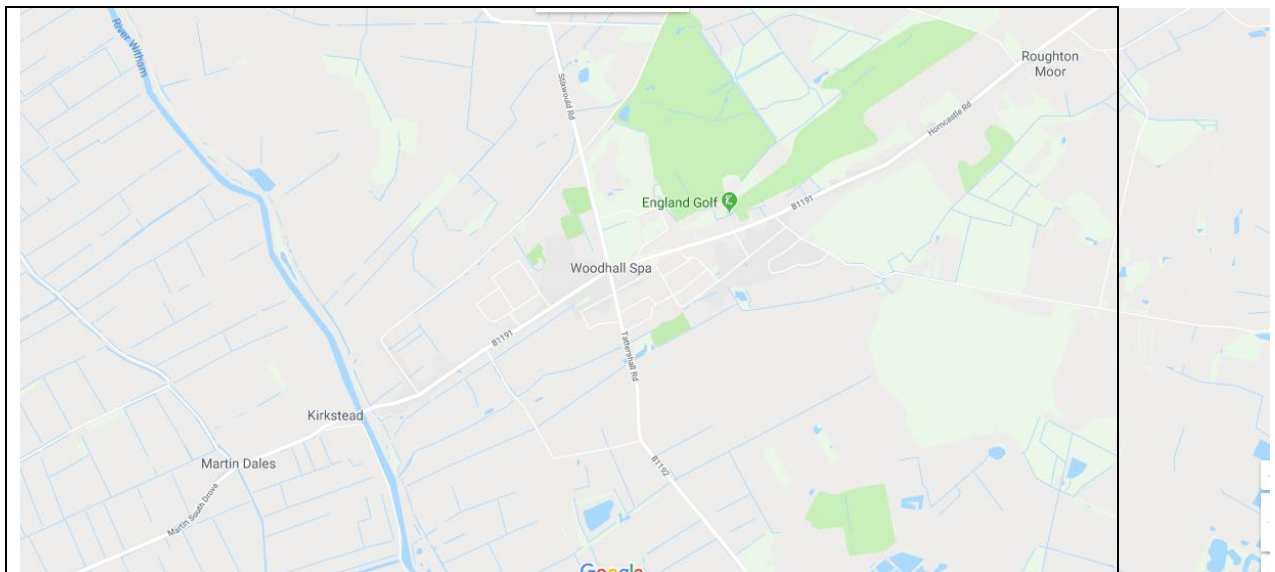 River Witham
Stixwould Rd
Roughton
Moor
Horncastle Rd
England Golf
B1191
Woodhall Spa
B1191
Tattershall Rd
Kirkstead
Martin Dales
B1192
Martin South Drove
Google